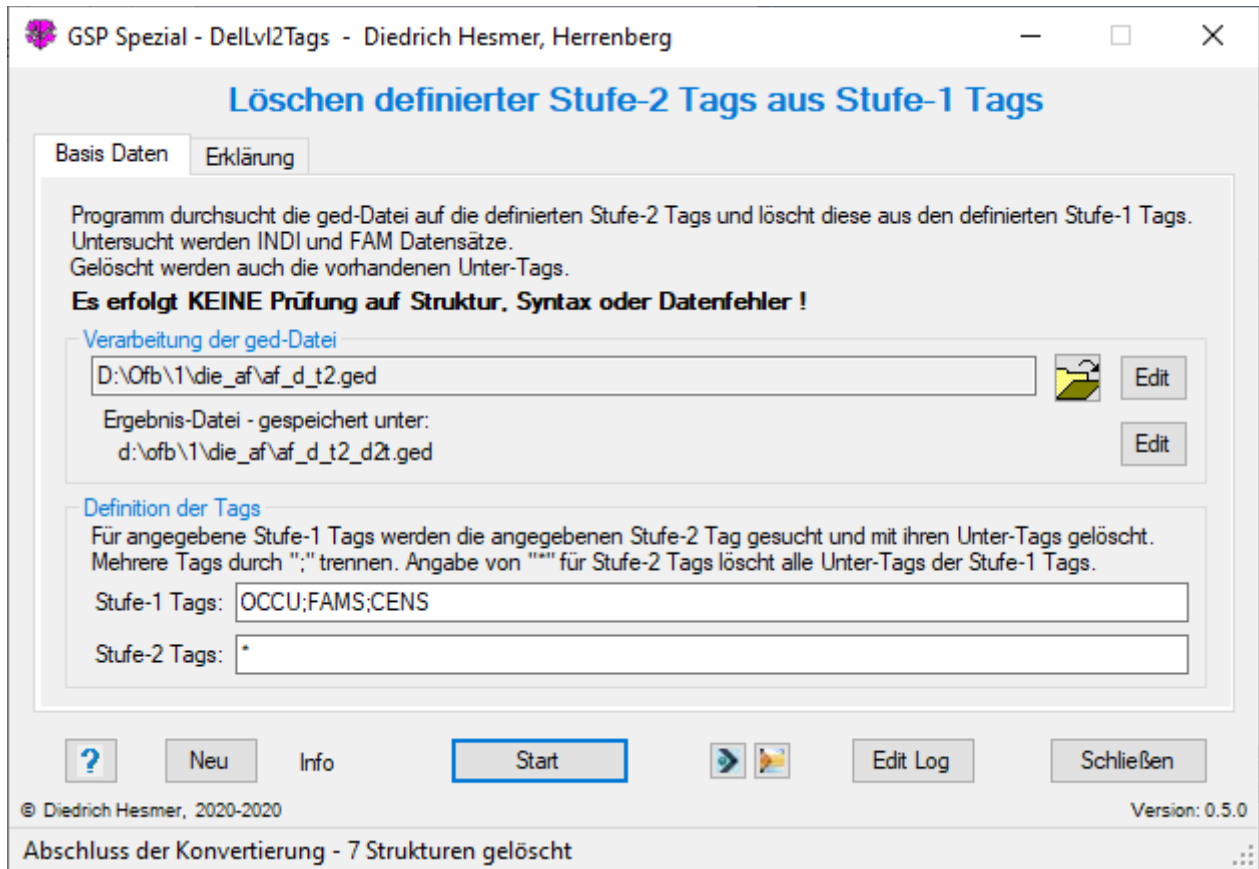 GSP Spezial - DelLvl2Tags - Diedrich Hesmer, Herrenberg
Löschen definierter Stufe-2 Tags aus Stufe-1 Tags
Basis Daten
Erklärung
Programm durchsucht die ged-Datei auf die definierten Stufe-2 Tags und löscht diese aus den definierten Stufe-1 Tags.
Untersucht werden INDI und FAM Datensätze.
Gelöscht werden auch die vorhandenen Unter-Tags.
Es erfolgt KEINE Prüfung auf Struktur, Syntax oder Datenfehler !
Verarbeitung der ged-Datei
D:\Ofb\1\die_af\af_d_t2.ged
Edit
Ergebnis-Datei - gespeichert unter:
d:\ofb\1\die_af\af_d_t2_d2t.ged
Edit
Definition der Tags
Für angegebene Stufe-1 Tags werden die angegebenen Stufe-2 Tag gesucht und mit ihren Unter-Tags gelöscht.
Mehrere Tags durch ";" trennen. Angabe von "*" für Stufe-2 Tags löscht alle Unter-Tags der Stufe-1 Tags.
Stufe-1 Tags: OCCU;FAMS;CENS
Stufe-2 Tags: *
? Neu Info Start Edit Log Schließen
© Diedrich Hesmer, 2020-2020 Version: 0.5.0
Abschluss der Konvertierung - 7 Strukturen gelöscht